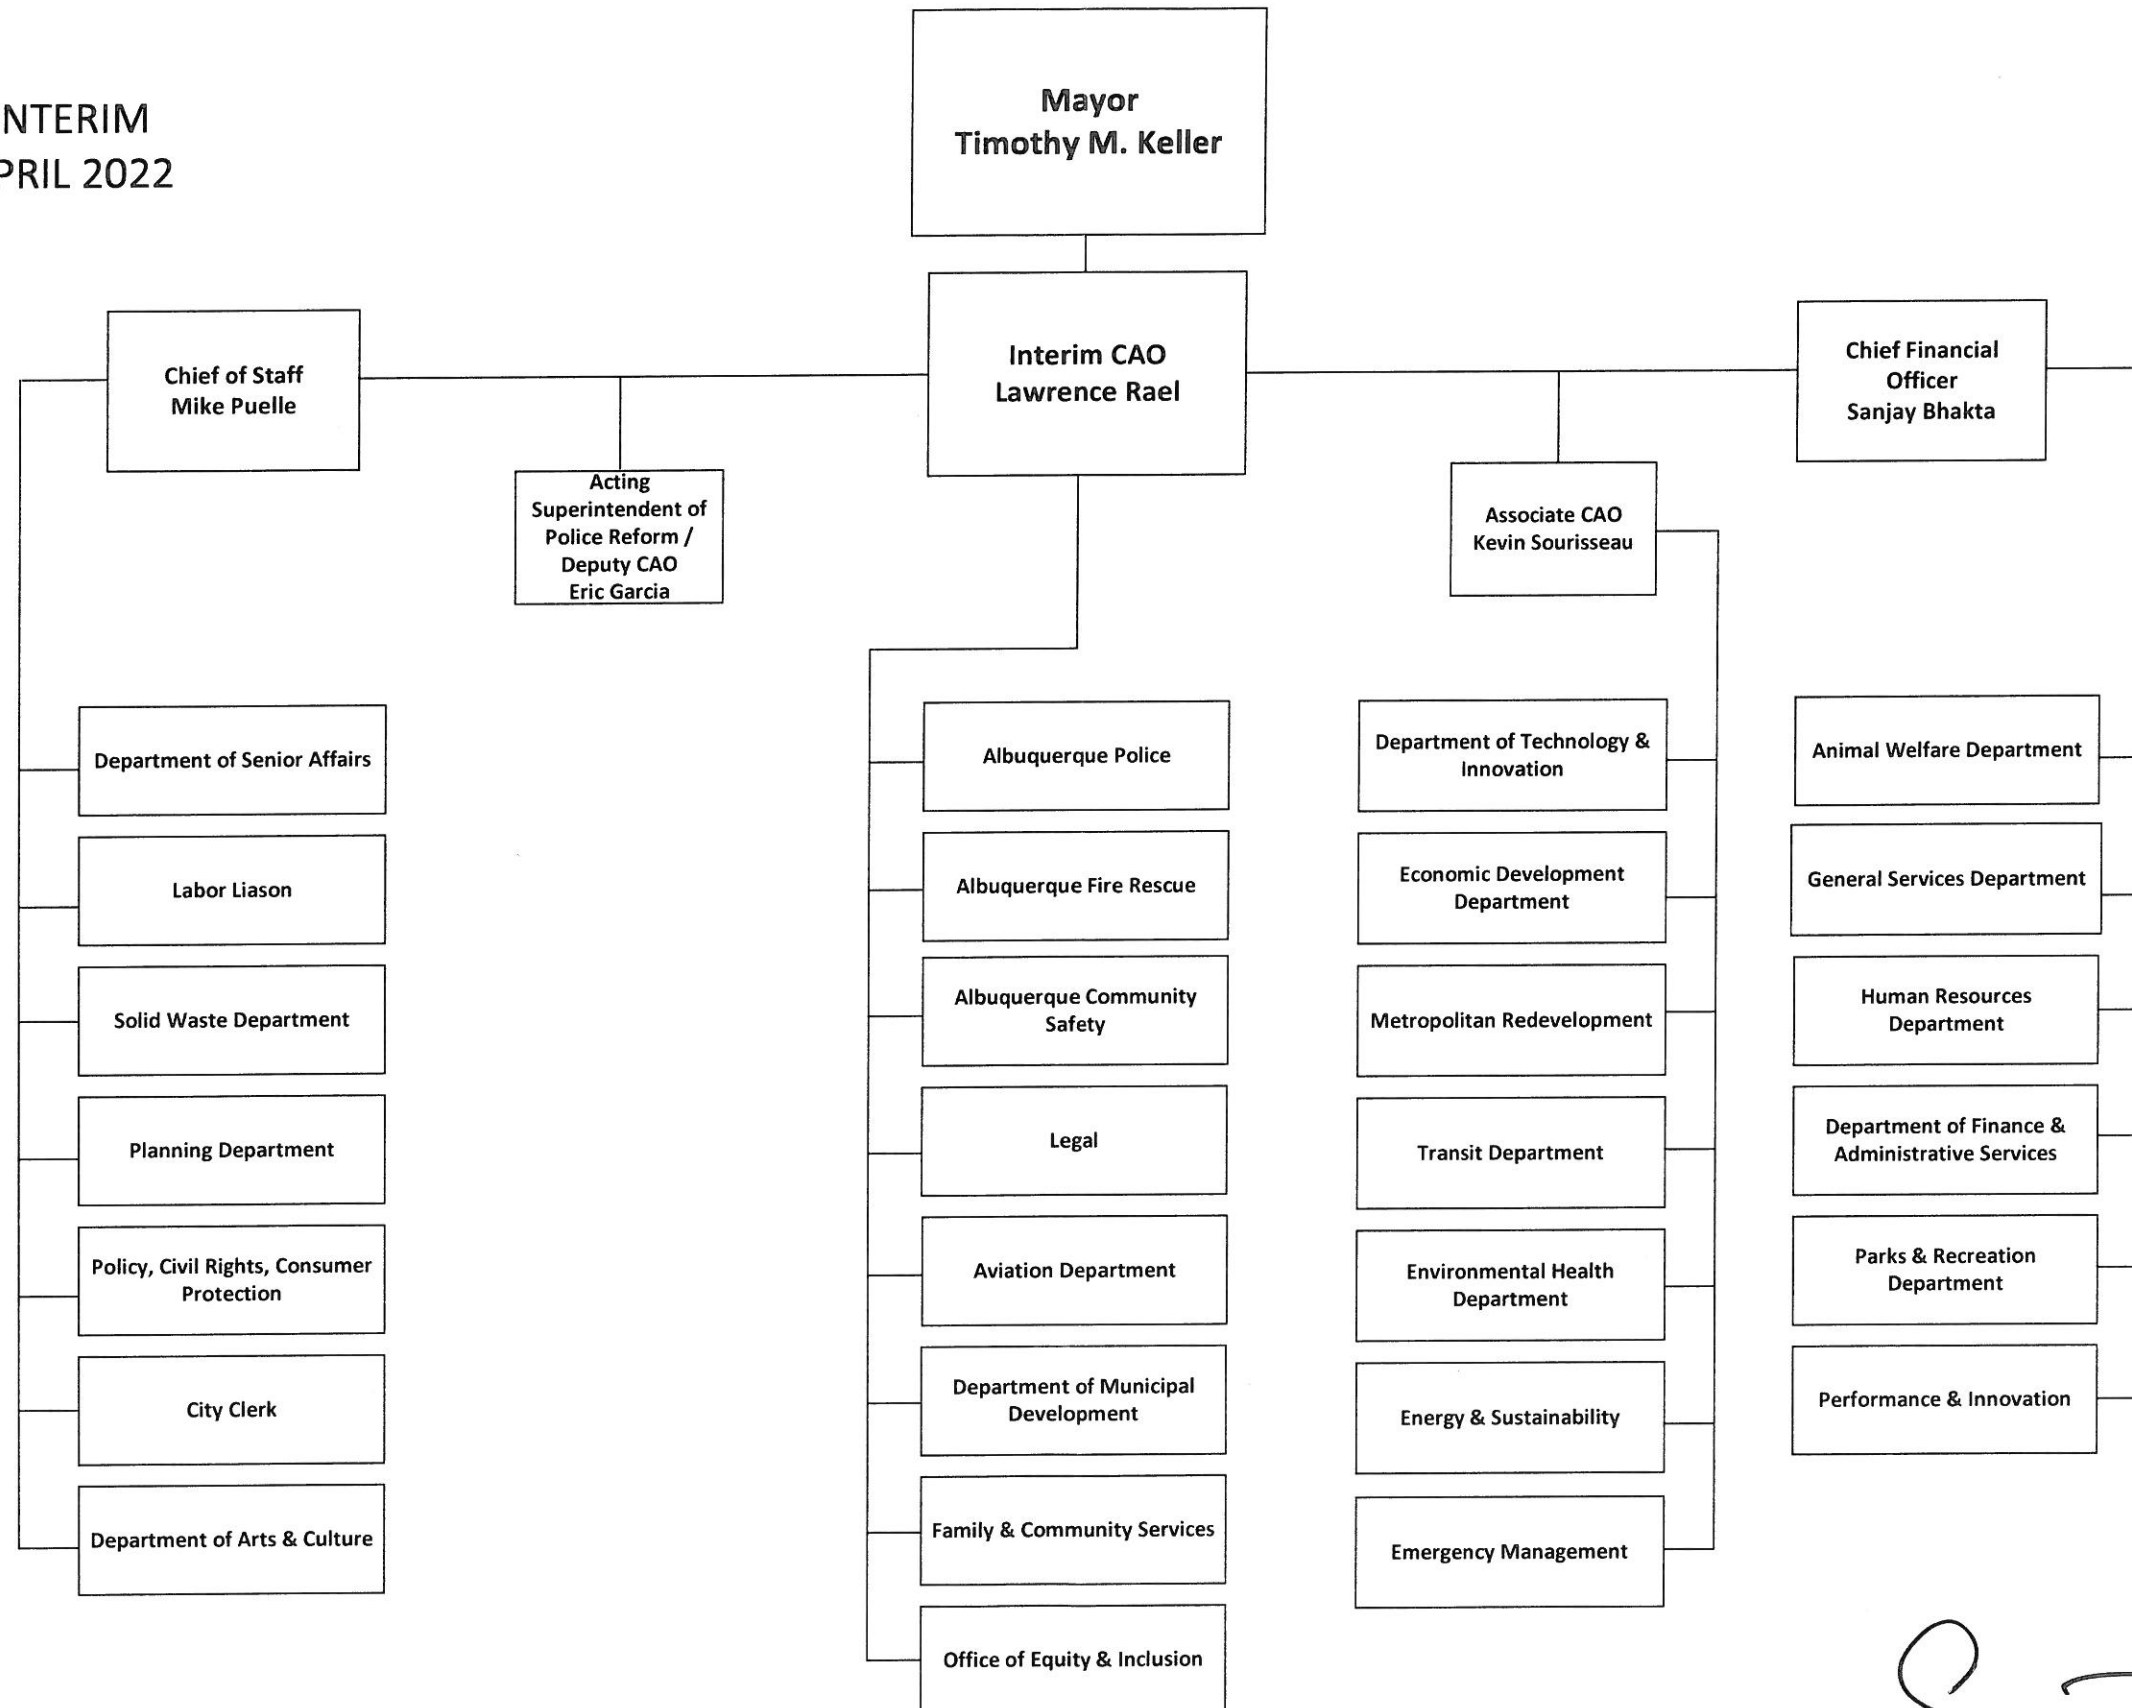 NTERIM
PRIL 2022
Mayor
Timothy M. Keller
Chief of Staff
Mike Puelle
Interim CAO
Lawrence Rael
Chief Financial
Officer
Sanjay Bhakta
Acting
Superintendent of
Police Reform /
Deputy CAO
Eric Garcia
Associate CAO
Kevin Sourisseau
Department of Senior Affairs
Labor Liason
Solid Waste Department
Planning Department
Policy, Civil Rights, Consumer
Protection
City Clerk
Department of Arts & Culture
Albuquerque Police
Albuquerque Fire Rescue
Albuquerque Community
Safety
Legal
Aviation Department
Department of Municipal
Development
Family & Community Services
Office of Equity & Inclusion
Department of Technology &
Innovation
Economic Development
Department
Metropolitan Redevelopment
Transit Department
Environmental Health
Department
Energy & Sustainability
Emergency Management
Animal Welfare Department
General Services Department
Human Resources
Department
Department of Finance &
Administrative Services
Parks & Recreation
Department
Performance & Innovation